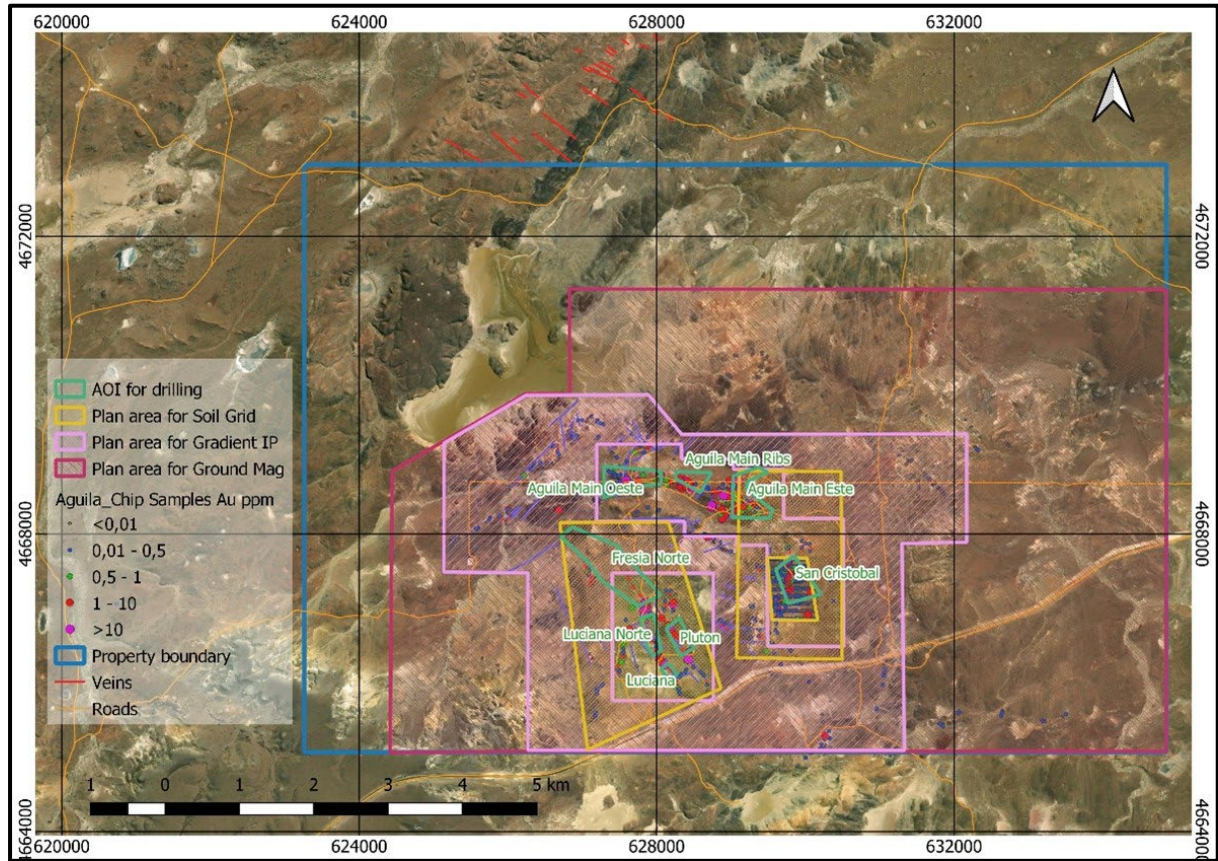 620000 624000 628000 632000
4672000 4672000
AOI for drilling
Plan area for Soil Grid
Plan area for Gradient IP
Plan area for Ground Mag
Aguila_Chip Samples Au ppm
<0,01
0,01 - 0,5
0,5 - 1
1 - 10
>10
Property boundary
Veins
Roads
Aguila Main Ribs
Aguila Main Oeste
Aguila Main Este
4668000 4668000
Fresia Norte
San Cristobal
Luciana Norte
Pluton
Luciana
1 0 1 2 3 4 5 km
4664000 4664000
620000 624000 628000 632000